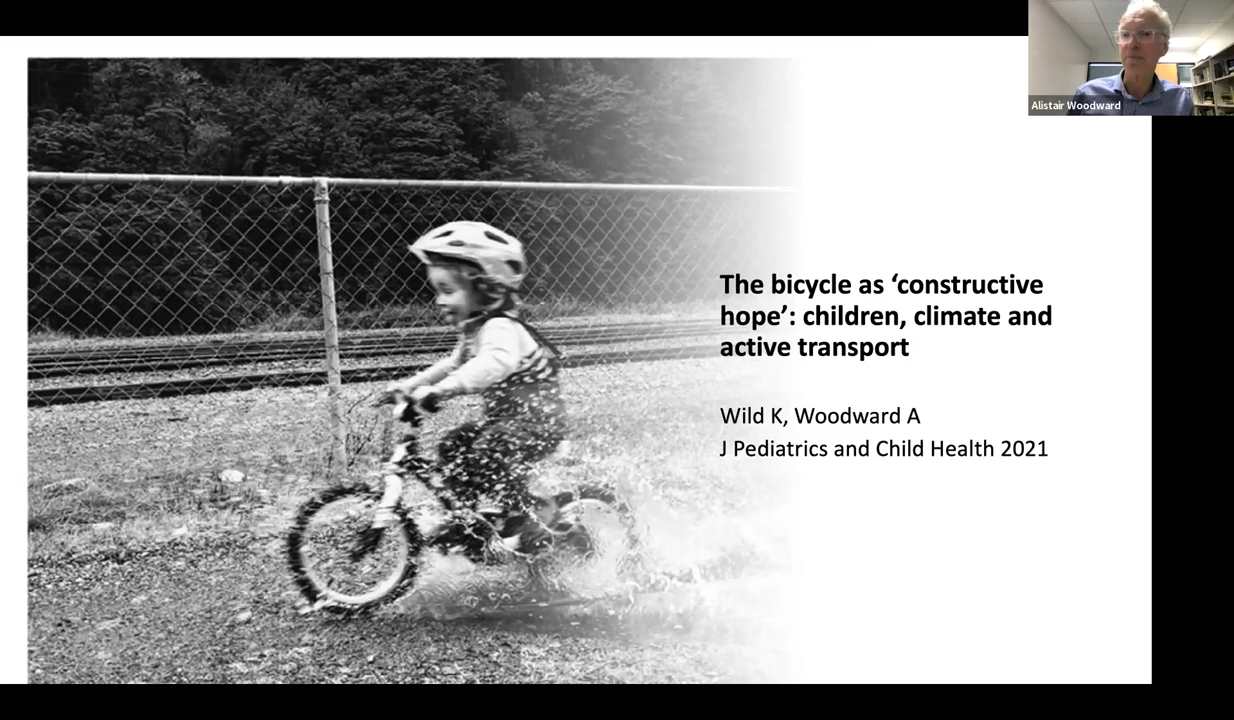 Alistair Woodward
The bicycle as ‘constructive
hope’: children, climate and
active transport
Wild K, Woodward A
J Pediatrics and Child Health 2021